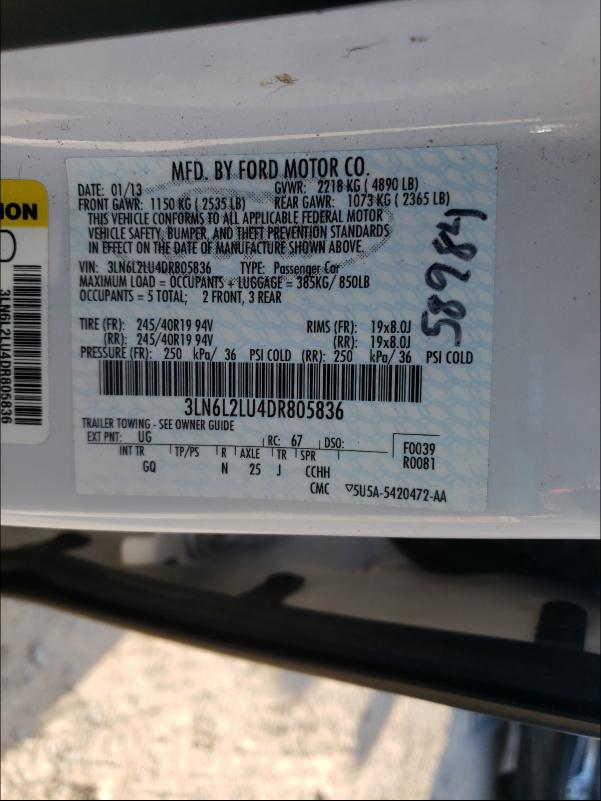 MFD. BY FORD MOTOR CO.
DATE: 01/13 GVWR: 2218 KG ( 4890 LB)
FRONT GAWR: 1150 KG ( 2535 LB) REAR GAWR: 1073 KG ( 2365 LB)
THIS VEHICLE CONFORMS TO ALL APPLICABLE FEDERAL MOTOR
VEHICLE SAFETY, BUMPER, AND THEFT PREVENTION STANDARDS
IN EFFECT ON THE DATE OF MANUFACTURE SHOWN ABOVE.
VIN: 3LN6L2LU4DR805836 TYPE: Passenger Car
MAXIMUM LOAD = OCCUPANTS + LUGGAGE = 385KG/ 850LB
OCCUPANTS = 5 TOTAL; 2 FRONT, 3 REAR
TIRE (FR): 245/40R19 94V RIMS (FR): 19x8.0J
(RR): 245/40R19 94V (RR): 19x8.0J
PRESSURE (FR): 250 kPa/ 36 PSI COLD (RR): 250 kPa/ 36 PSI COLD
3LN6L2LU4DR805836
TRAILER TOWING - SEE OWNER GUIDE
EXT PNT: UG RC: 67 DSO: F0039
INT TR TP/PS R AXLE TR SPR R0081
GQ N 25 J CCHH
CMC ▽5U5A-5420472-AA
ION
3LN6L2LU4DR805836